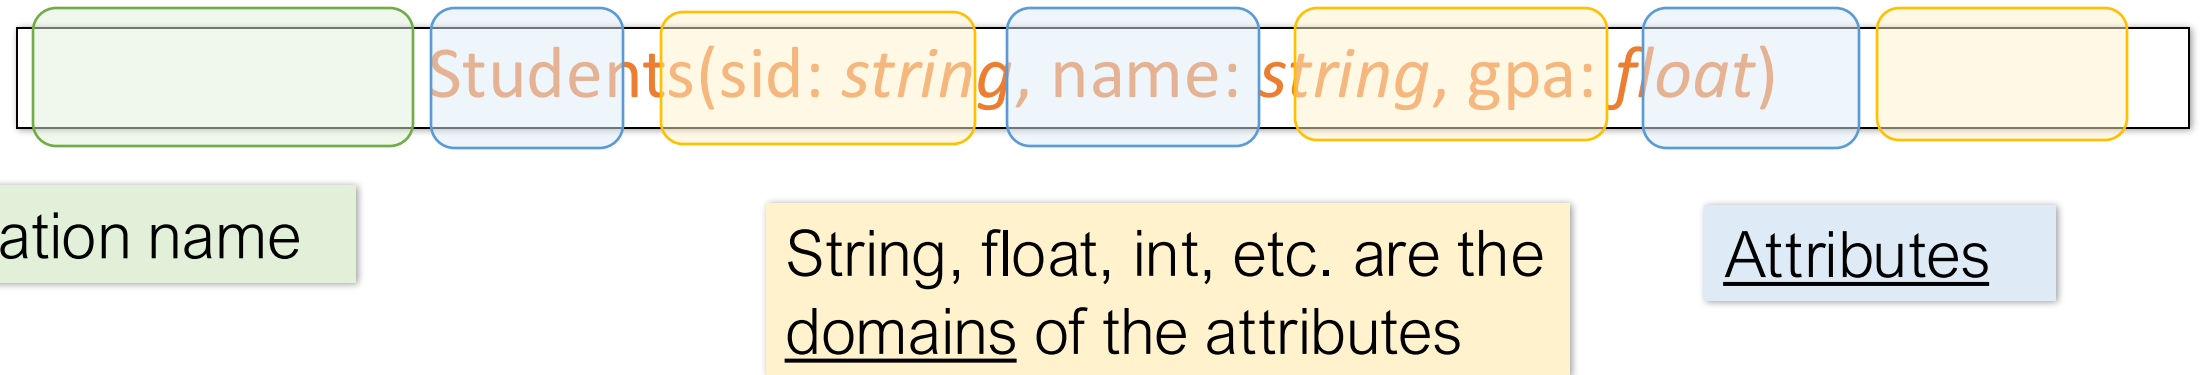 Students(sid: string, name: string, gpa: float)
ation name
String, float, int, etc. are the
domains of the attributes
Attributes